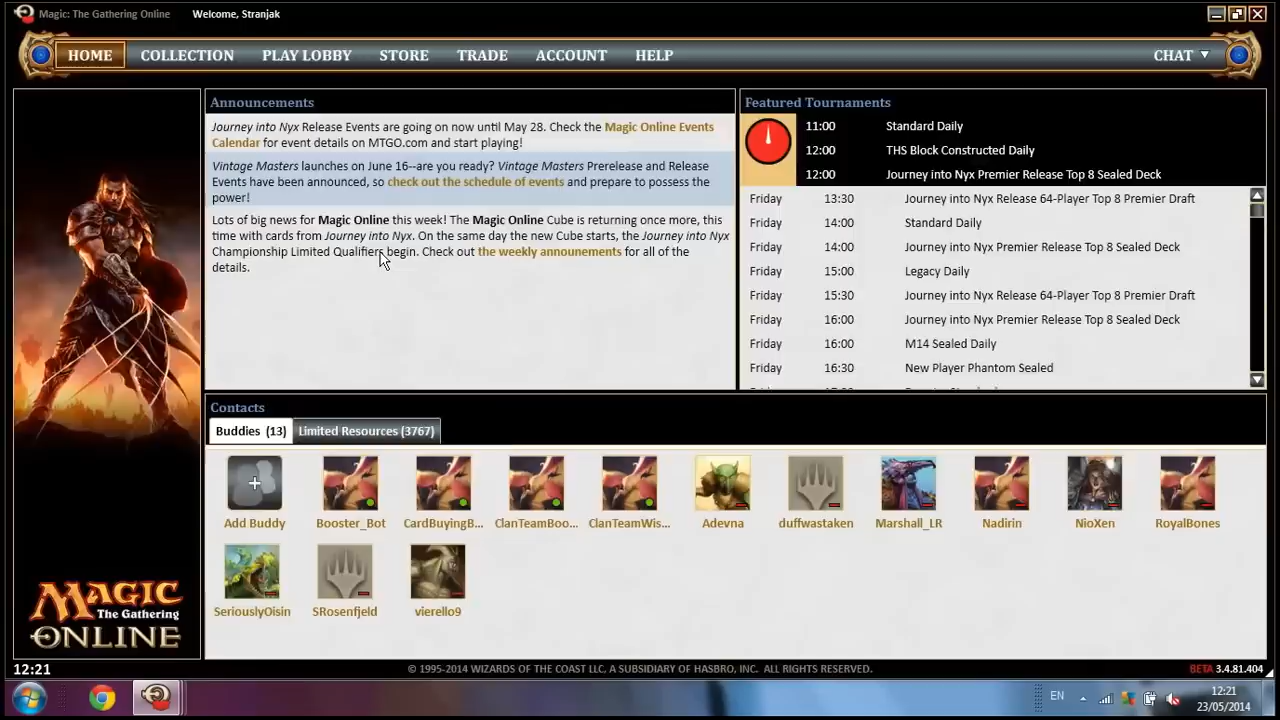 Magic: The Gathering Online Welcome, Stranjak
HOME COLLECTION PLAY LOBBY STORE TRADE ACCOUNT HELP CHAT
Announcements
Journey into Nyx Release Events are going on now until May 28. Check the Magic Online Events
Calendar for event details on MTGO.com and start playing!
Vintage Masters launches on June 16--are you ready? Vintage Masters Prerelease and Release
Events have been announced, so check out the schedule of events and prepare to possess the
power!
Lots of big news for Magic Online this week! The Magic Online Cube is returning once more, this
time with cards from Journey into Nyx. On the same day the new Cube starts, the Journey into Nyx
Championship Limited Qualifiers begin. Check out the weekly announements for all of the
details.
Featured Tournaments
11:00 Standard Daily
12:00 THS Block Constructed Daily
12:00 Journey into Nyx Premier Release Top 8 Sealed Deck
Friday 13:30 Journey into Nyx Release 64-Player Top 8 Premier Draft
Friday 14:00 Standard Daily
Friday 14:00 Journey into Nyx Premier Release Top 8 Sealed Deck
Friday 15:00 Legacy Daily
Friday 15:30 Journey into Nyx Release 64-Player Top 8 Premier Draft
Friday 16:00 Journey into Nyx Premier Release Top 8 Sealed Deck
Friday 16:00 M14 Sealed Daily
Friday 16:30 New Player Phantom Sealed
Contacts
Buddies (13) Limited Resources (3767)
Add Buddy Booster_Bot CardBuyingB... ClanTeamBoo... ClanTeamWis... Adevna duffwastaken Marshall_LR Nadirin NioXen RoyalBones
SeriouslyOisin SRosenfjeld vierello9
MAGIC
The Gathering
ONLINE
12:21 © 1995-2014 WIZARDS OF THE COAST LLC, A SUBSIDIARY OF HASBRO, INC. ALL RIGHTS RESERVED. BETA 3.4.81.404
EN 12:21
23/05/2014